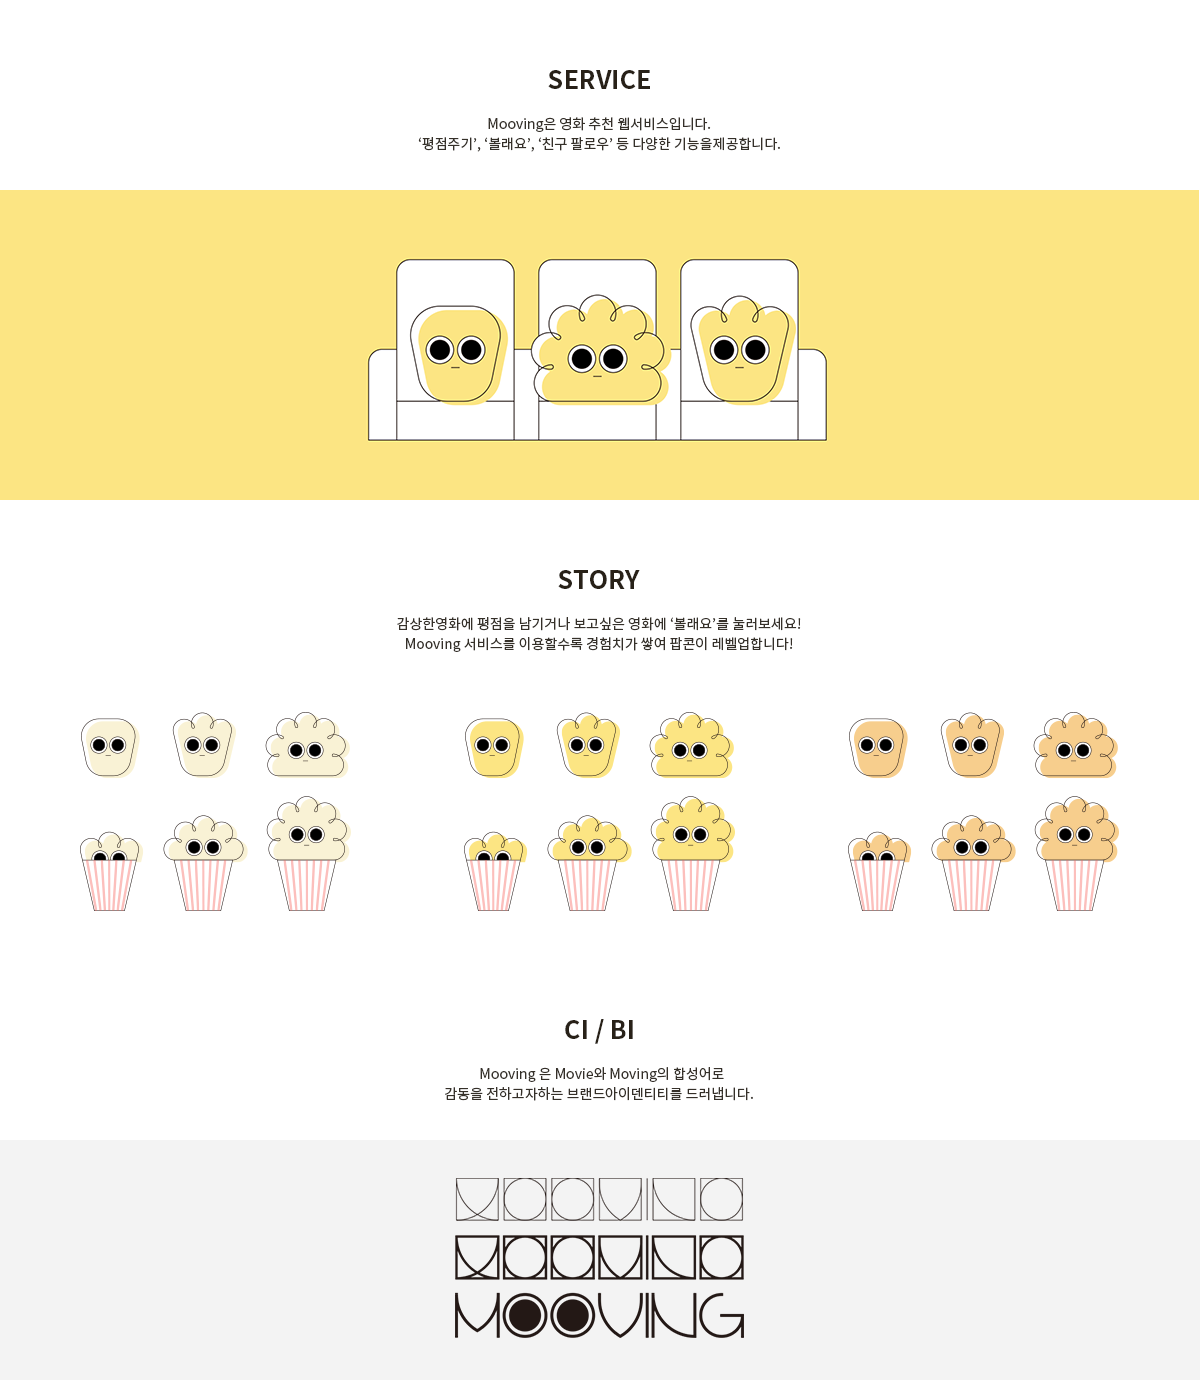 SERVICE
Mooving은 영화 추천 웹서비스입니다.
‘평점주기’, ‘볼래요’, ‘친구 팔로우’ 등 다양한 기능을제공합니다.
STORY
감상한영화에 평점을 남기거나 보고싶은 영화에 ‘볼래요’를 눌러보세요!
Mooving 서비스를 이용할수록 경험치가 쌓여 팝콘이 레벨업합니다!
CI / BI
Mooving 은 Movie와 Moving의 합성어로
감동을 전하고자하는 브랜드아이덴티티를 드러냅니다.
MOOVING